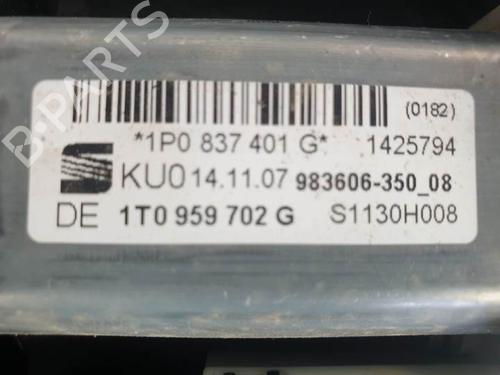 (0182)
*1P0 837 401 G* 1425794
KU0 14.11.07 983606-350_08
DE 1T0 959 702 G S1130H008
B-PARTS